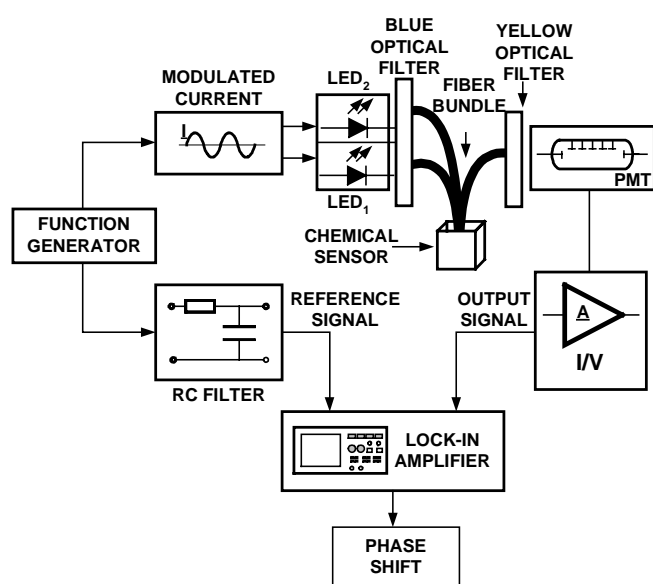 BLUE
OPTICAL
FILTER
YELLOW
OPTICAL
FILTER
MODULATED
CURRENT
LED2
FIBER
BUNDLE
I
PMT
LED1
FUNCTION
GENERATOR
CHEMICAL
SENSOR
REFERENCE
SIGNAL
OUTPUT
SIGNAL
A
I/V
RC FILTER
LOCK-IN
AMPLIFIER
PHASE
SHIFT